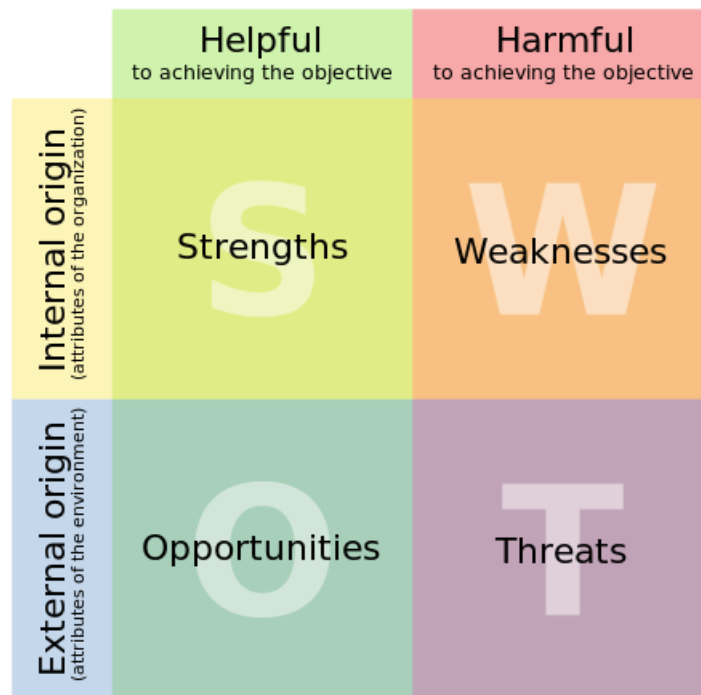 Helpful
to achieving the objective
Harmful
to achieving the objective
Internal origin
(attributes of the organization)
S
Strengths
W
Weaknesses
External origin
(attributes of the environment)
O
Opportunities
T
Threats